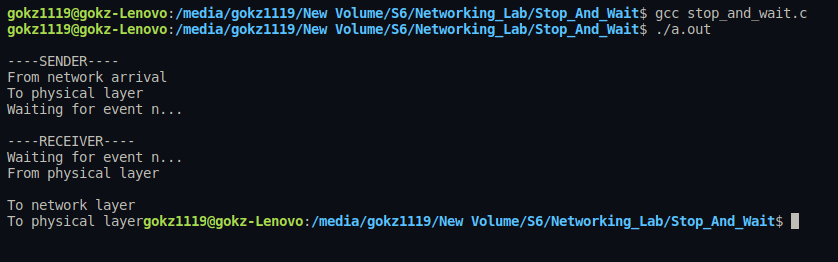 gokz1119@gokz-Lenovo:/media/gokz1119/New Volume/S6/Networking_Lab/Stop_And_Wait$ gcc stop_and_wait.c
gokz1119@gokz-Lenovo:/media/gokz1119/New Volume/S6/Networking_Lab/Stop_And_Wait$ ./a.out
----SENDER----
From network arrival
To physical layer
Waiting for event n...
----RECEIVER----
Waiting for event n...
From physical layer
To network layer
To physical layergokz1119@gokz-Lenovo:/media/gokz1119/New Volume/S6/Networking_Lab/Stop_And_Wait$